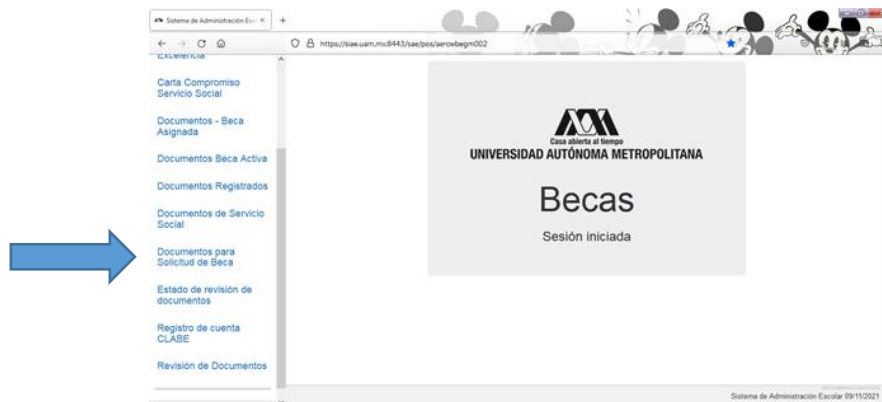 Sistema de Administración Esc
https://siae.uam.mx:8443/sae/pos/aerowbegm002
Excelencia
Carta Compromiso
Servicio Social
Documentos - Beca
Asignada
Documentos Beca Activa
Documentos Registrados
Documentos de Servicio
Social
Documentos para
Solicitud de Beca
Estado de revisión de
documentos
Registro de cuenta
CLABE
Revisión de Documentos
Casa abierta al tiempo
UNIVERSIDAD AUTÓNOMA METROPOLITANA
Becas
Sesión iniciada
Sistema de Administración Escolar 09/11/2021